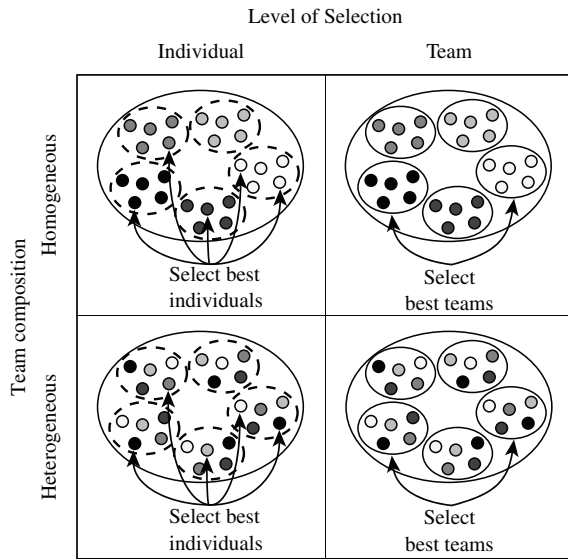 Level of Selection
Individual
Team
Team composition
Homogeneous
Select best
individuals
Select
best teams
Heterogeneous
Select best
individuals
Select
best teams